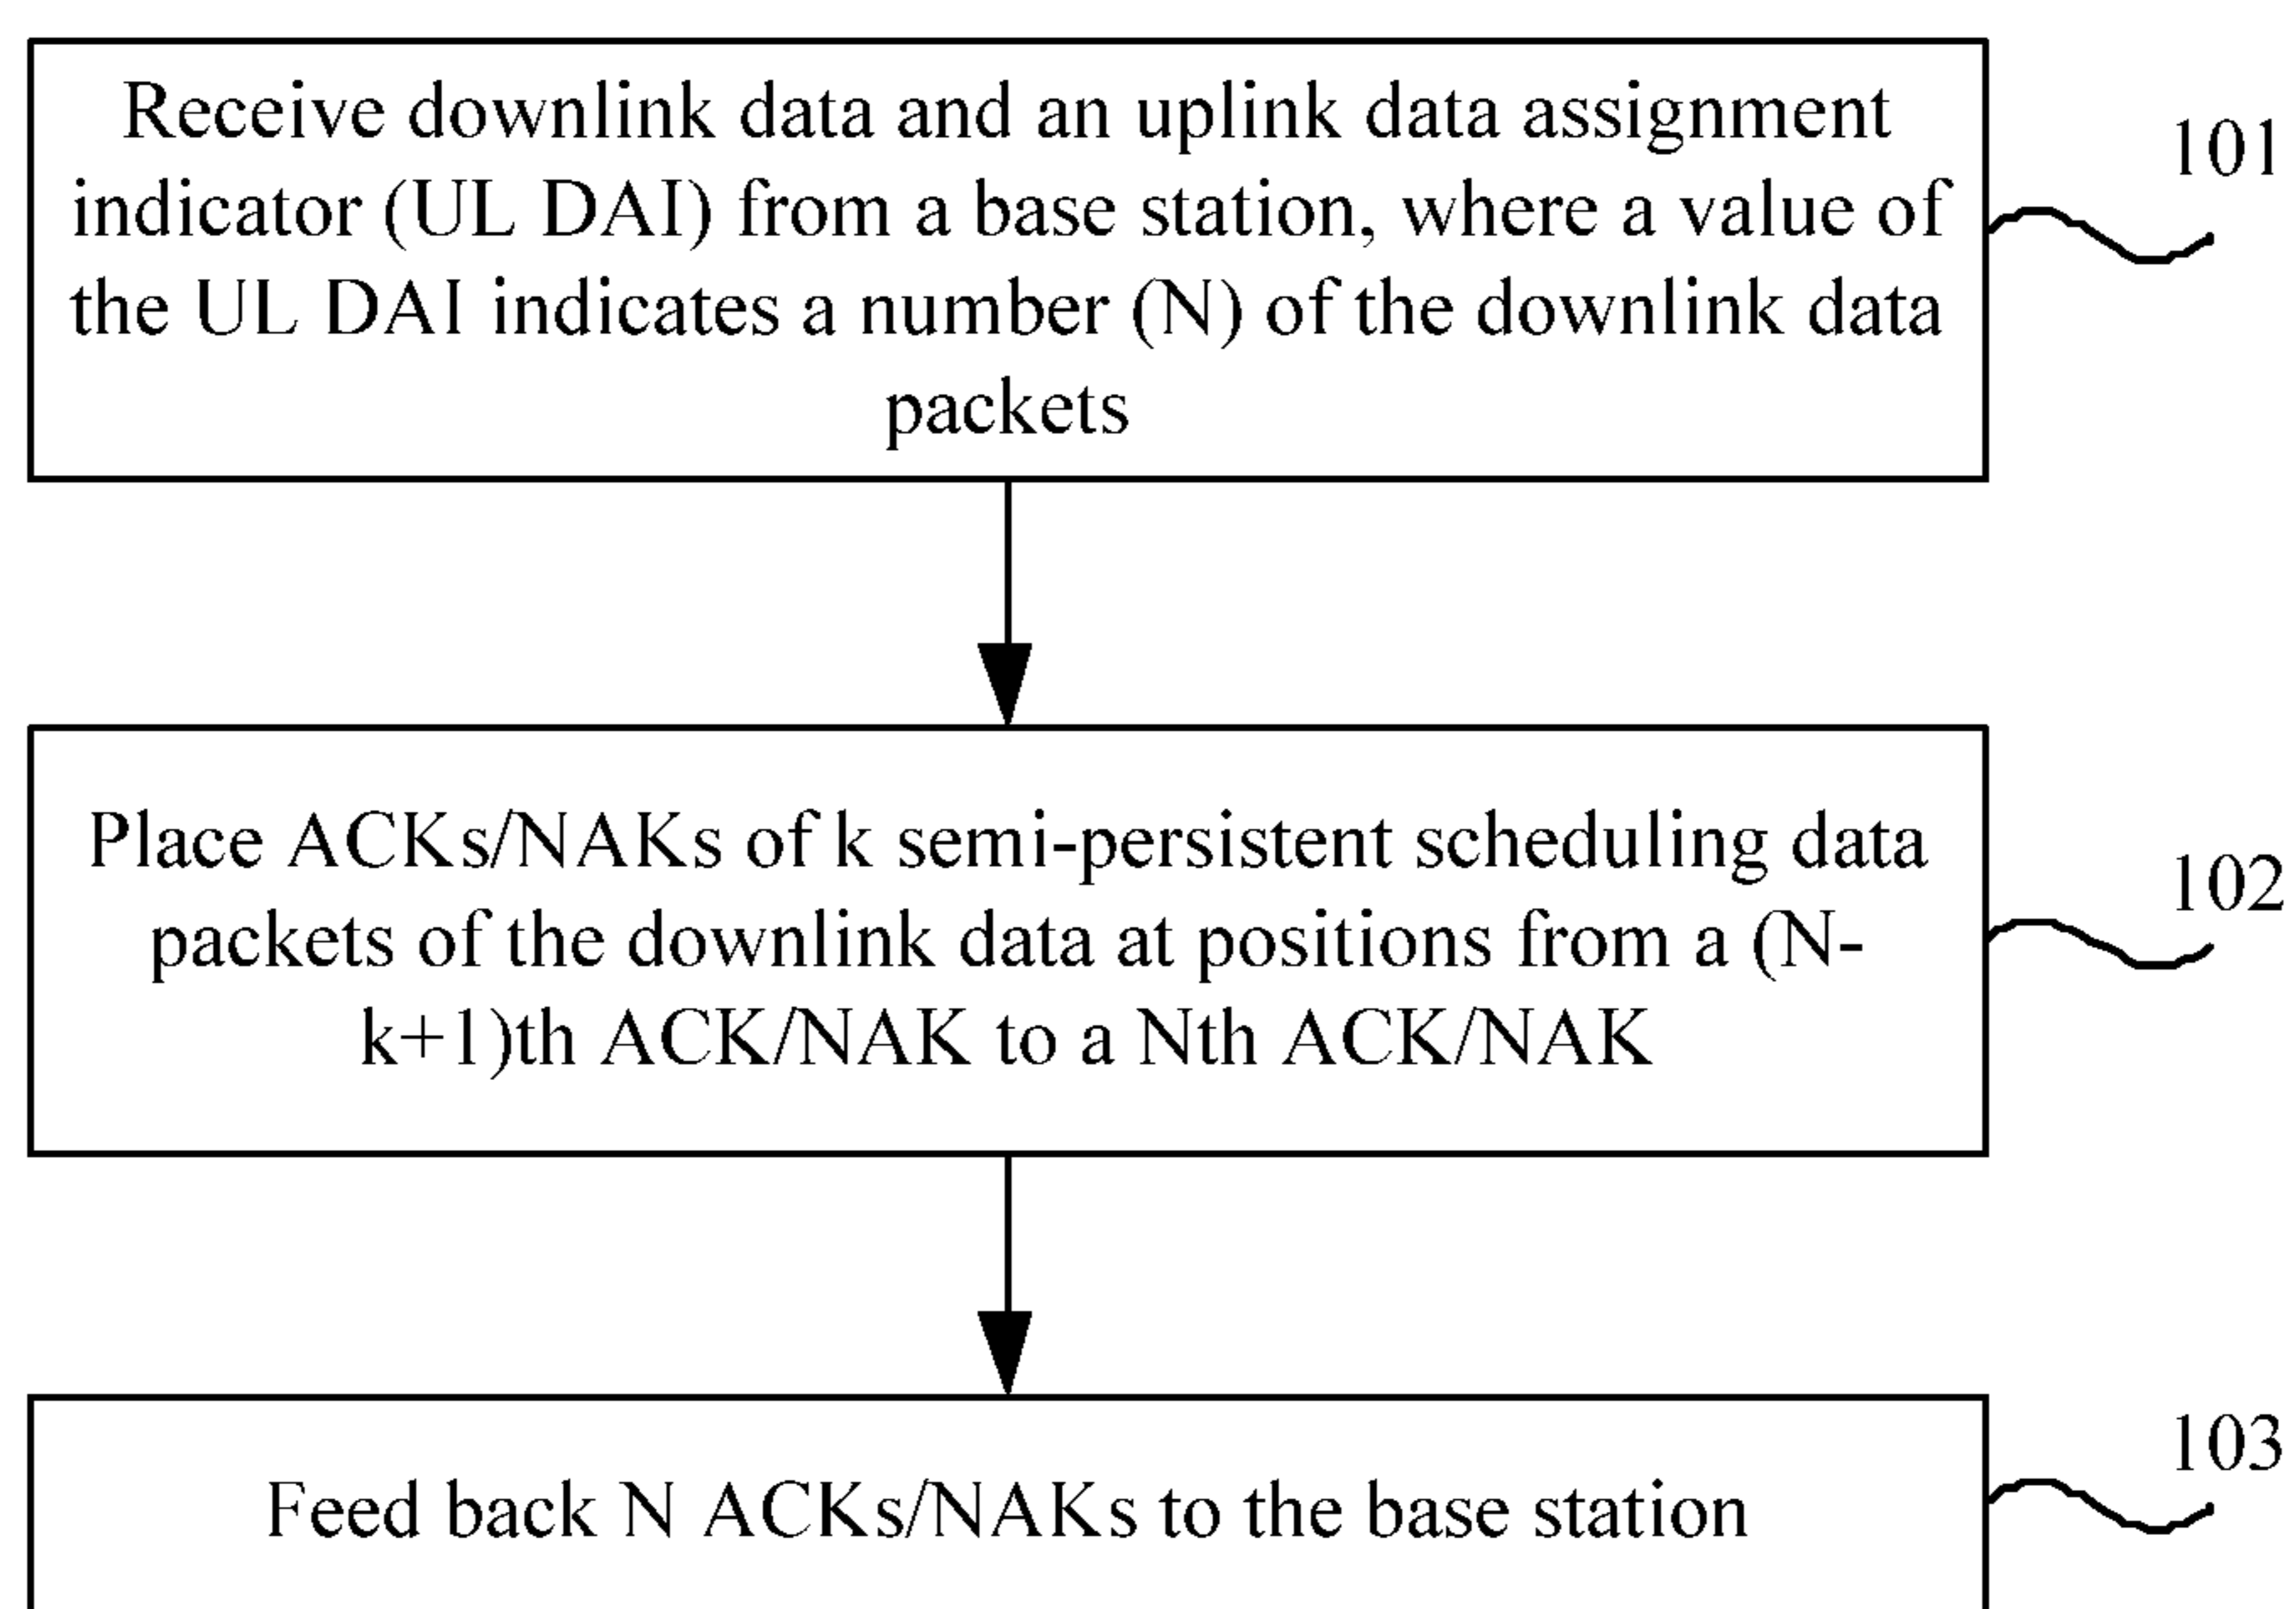 Receive downlink data and an uplink data assignment
indicator (UL DAI) from a base station, where a value of
the UL DAI indicates a number (N) of the downlink data
packets
101
Place ACKs/NAKs of k semi-persistent scheduling data
packets of the downlink data at positions from a (N-
k+1)th ACK/NAK to a Nth ACK/NAK
102
Feed back N ACKs/NAKs to the base station
103